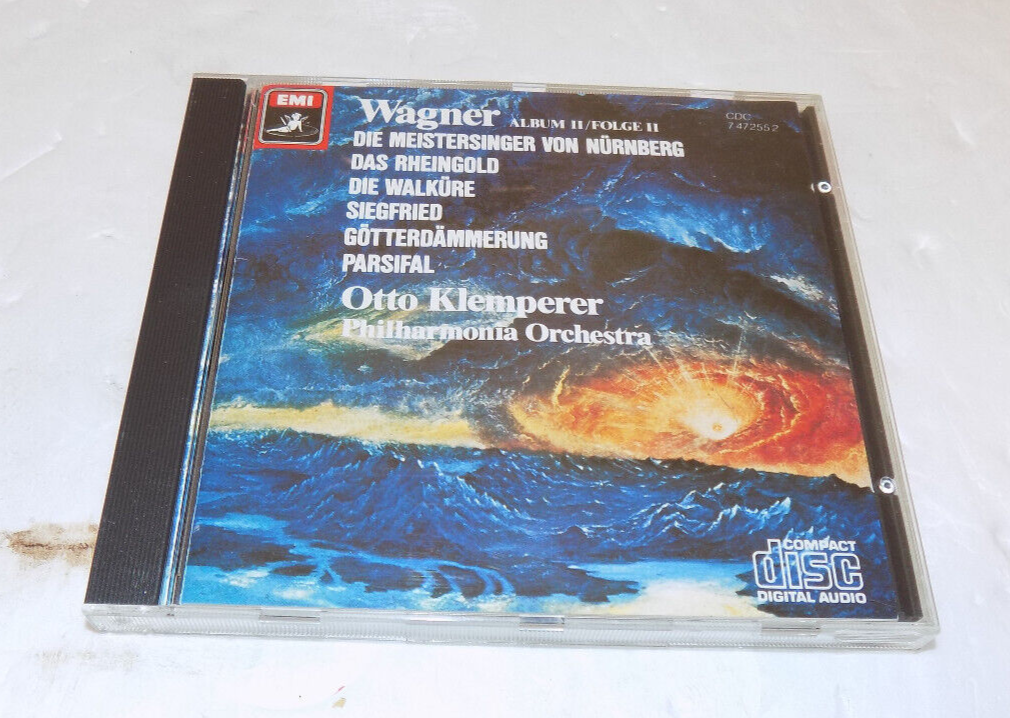 EMI
Wagner ALBUM II/FOLGE II
CDC
7 47255 2
DIE MEISTERSINGER VON NÜRNBERG
DAS RHEINGOLD
DIE WALKÜRE
SIEGFRIED
GÖTTERDÄMMERUNG
PARSIFAL
Otto Klemperer
Philharmonia Orchestra
COMPACT
disc
DIGITAL AUDIO